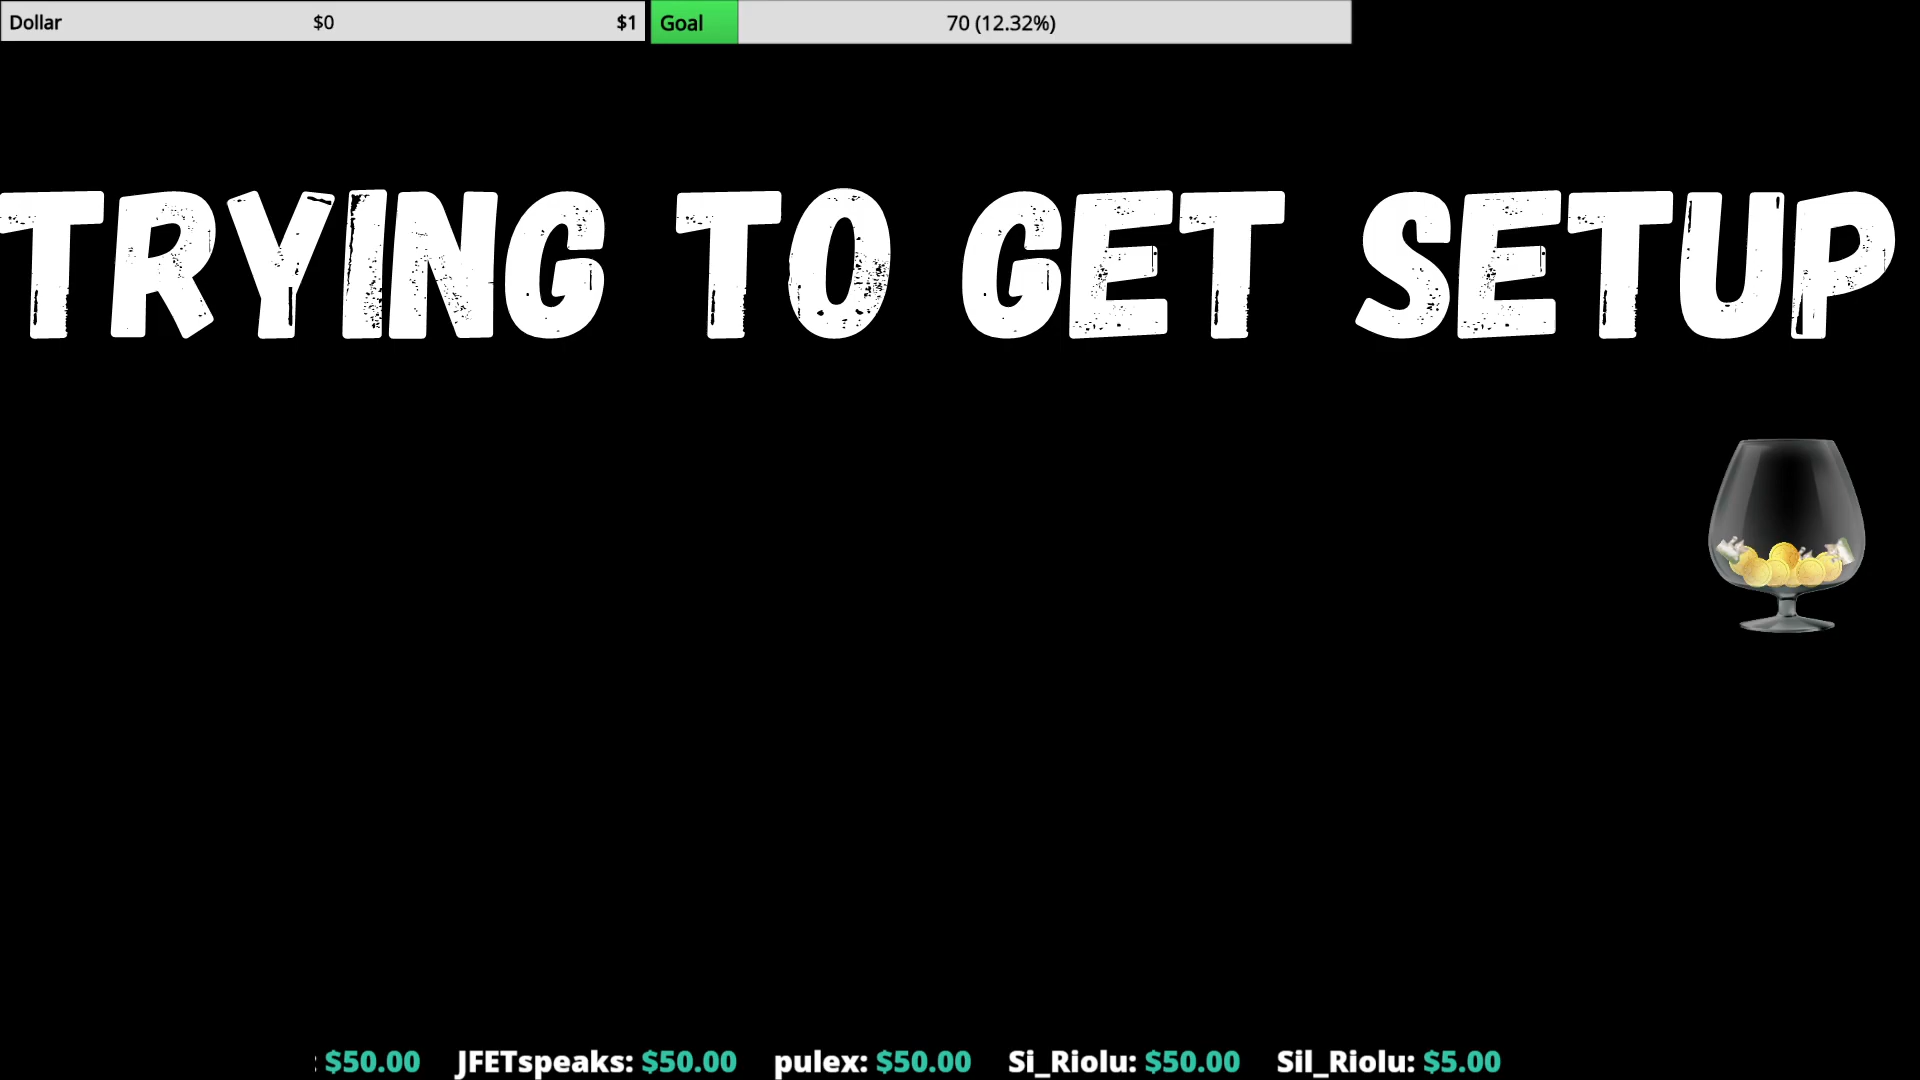 Dollar $0 $1 Goal 70 (12.32%)
TRYING TO GET SETUP
: $50.00 JFETspeaks: $50.00 pulex: $50.00 Si_Riolu: $50.00 Sil_Riolu: $5.00